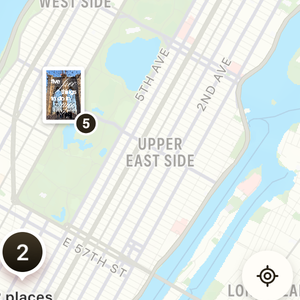 WEST SIDE
5TH AVE
2ND AVE
5
UPPER
EAST SIDE
2
E 57TH ST
places